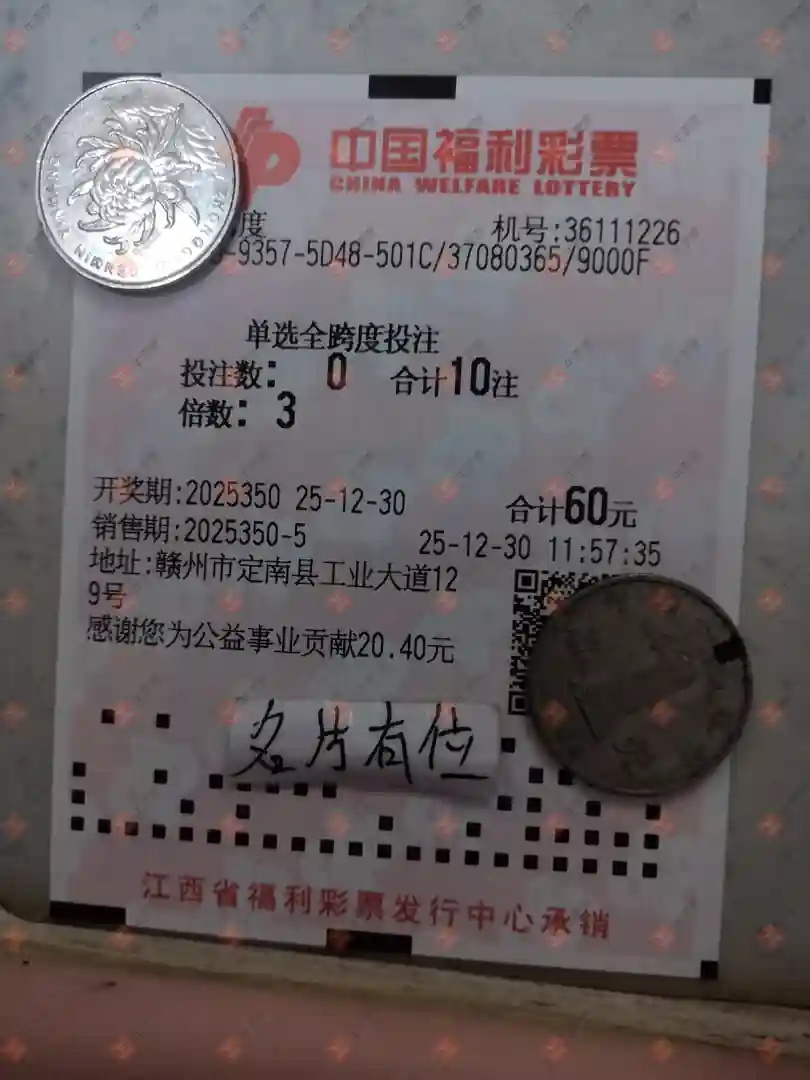 中国福利彩票
CHINA WELFARE LOTTERY
度 机号:36111226
-9357-5D48-501C/37080365/9000F
单选全跨度投注
投注数: 0 合计10注
倍数: 3
开奖期:2025350 25-12-30 合计60元
销售期:2025350-5 25-12-30 11:57:35
地址:赣州市定南县工业大道12
9号
感谢您为公益事业贡献20.40元
名片有位
江西省福利彩票发行中心承销